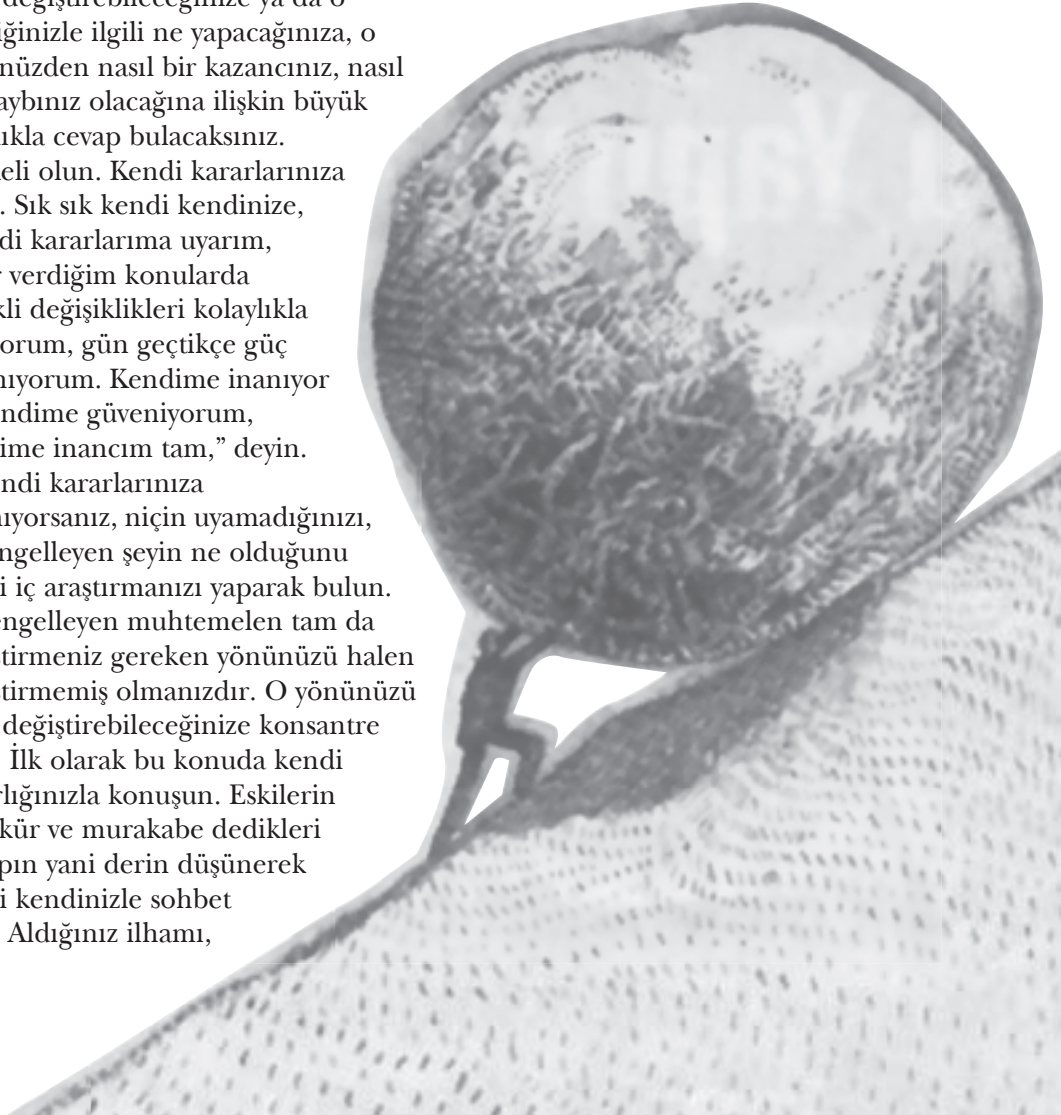 değiştirebileceğinize ya da o
iğinizle ilgili ne yapacağınıza, o
nüzden nasıl bir kazancınız, nasıl
aybınız olacağına ilişkin büyük
lıkla cevap bulacaksınız.
eli olun. Kendi kararlarınıza
. Sık sık kendi kendinize,
di kararlarıma uyarım,
r verdiğim konularda
kli değişiklikleri kolaylıkla
orum, gün geçtikçe güç
nıyorum. Kendime inanıyor
ndime güveniyorum,
ime inancım tam,” deyin.
ndi kararlarınıza
nıyorsanız, niçin uyamadığınızı,
ngelleyen şeyin ne olduğunu
i iç araştırmanızı yaparak bulun.
engelleyen muhtemelen tam da
tirmeniz gereken yönünüzü halen
tirmemiş olmanızdır. O yönünüzü
değiştirebileceğinize konsantre
İlk olarak bu konuda kendi
rlığınızla konuşun. Eskilerin
kür ve murakabe dedikleri
pın yani derin düşünerek
i kendinizle sohbet
Aldığınız ilhamı,